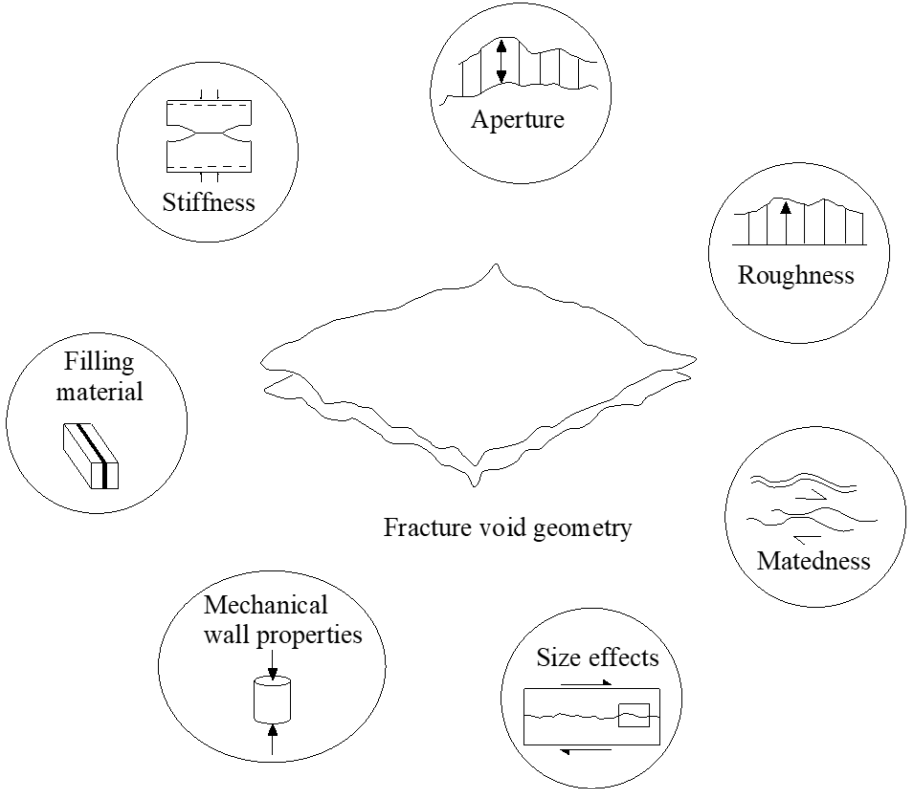 Aperture
Stiffness
Roughness
Filling
material
Fracture void geometry
Matedness
Mechanical
wall properties
Size effects